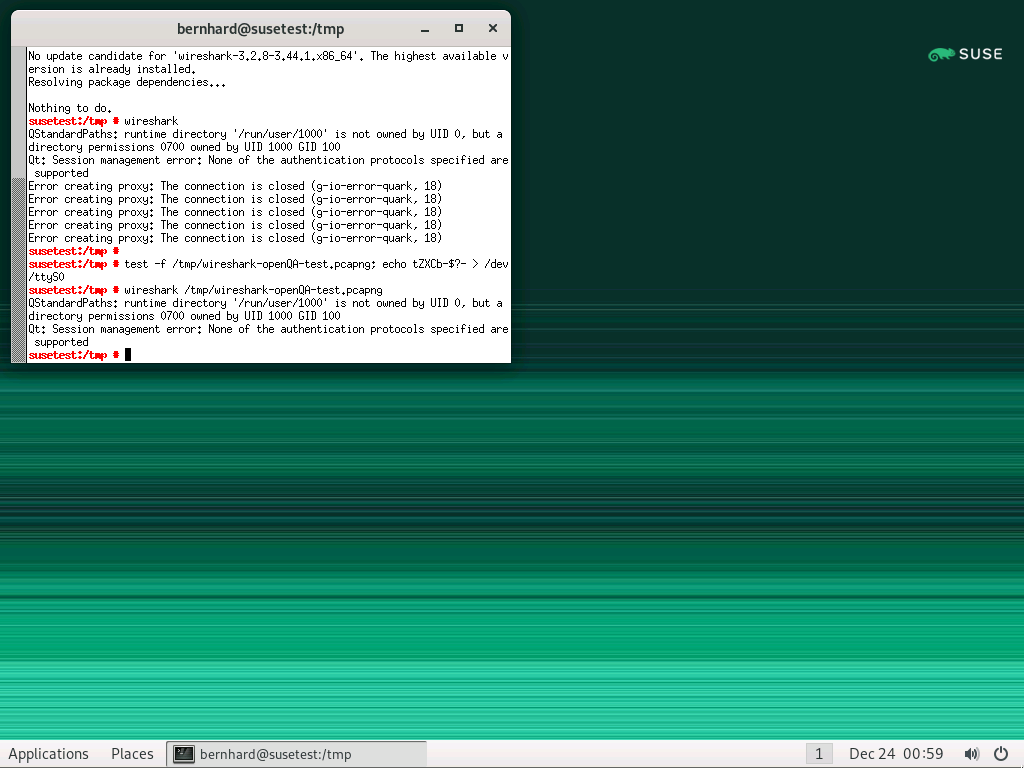 bernhard@susetest:/tmp
No update candidate for 'wireshark-3.2.8-3.44.1.x86_64'. The highest available v
ersion is already installed.
Resolving package dependencies...
Nothing to do.
susetest:/tmp # wireshark
QStandardPaths: runtime directory '/run/user/1000' is not owned by UID 0, but a
directory permissions 0700 owned by UID 1000 GID 100
Qt: Session management error: None of the authentication protocols specified are
 supported
Error creating proxy: The connection is closed (g-io-error-quark, 18)
Error creating proxy: The connection is closed (g-io-error-quark, 18)
Error creating proxy: The connection is closed (g-io-error-quark, 18)
Error creating proxy: The connection is closed (g-io-error-quark, 18)
Error creating proxy: The connection is closed (g-io-error-quark, 18)
susetest:/tmp #
susetest:/tmp # test -f /tmp/wireshark-openQA-test.pcapng; echo tZXCb-$?- > /dev
/ttyS0
susetest:/tmp # wireshark /tmp/wireshark-openQA-test.pcapng
QStandardPaths: runtime directory '/run/user/1000' is not owned by UID 0, but a
directory permissions 0700 owned by UID 1000 GID 100
Qt: Session management error: None of the authentication protocols specified are
 supported
susetest:/tmp #
SUSE
Applications Places bernhard@susetest:/tmp 1 Dec 24 00:59